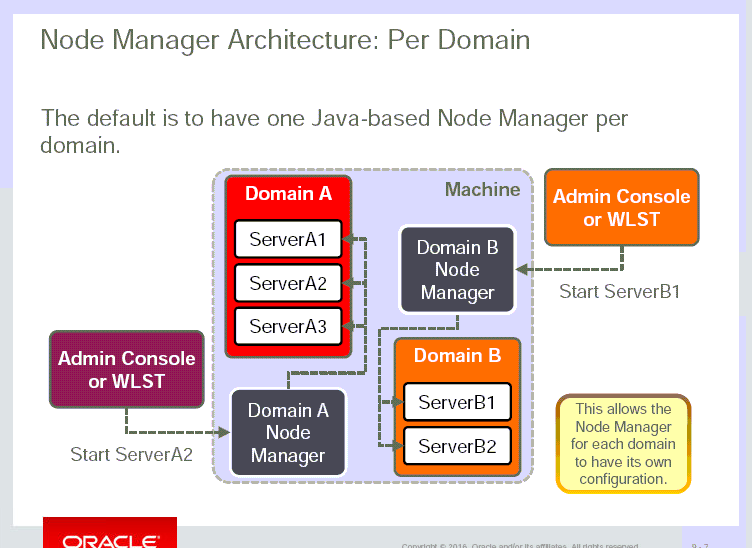 Node Manager Architecture: Per Domain
The default is to have one Java-based Node Manager per
domain.
Domain A
ServerA1
ServerA2
ServerA3
Machine
Domain B
Node
Manager
Admin Console
or WLST
Start ServerB1
Admin Console
or WLST
Start ServerA2
Domain A
Node
Manager
Domain B
ServerB1
ServerB2
This allows the
Node Manager
for each domain
to have its own
configuration.
ORACLE
Copyright © 2016, Oracle and/or its affiliates. All rights reserved.
9 - 7